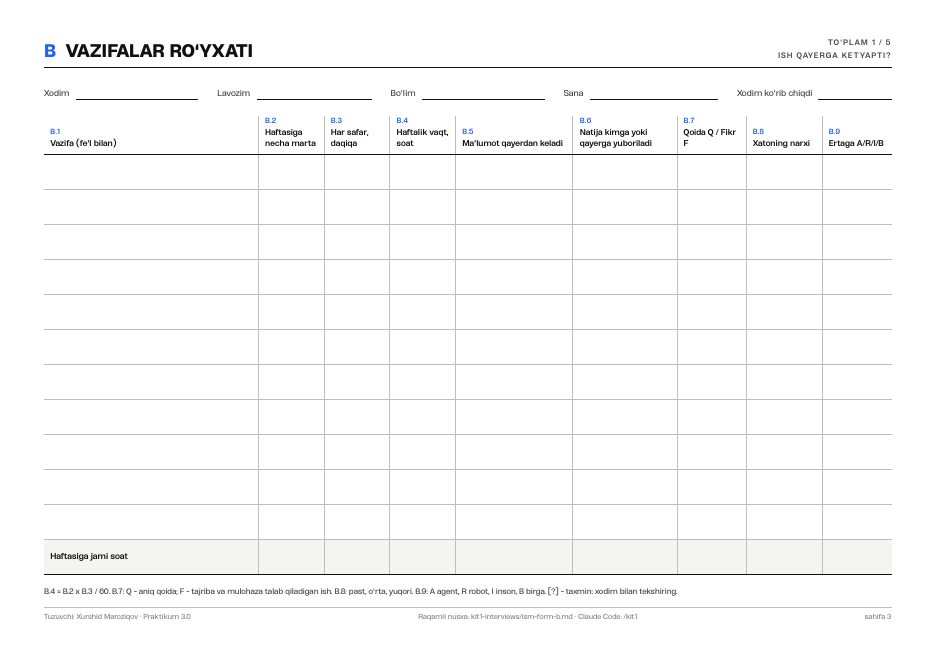 B VAZIFALAR RO‘YXATI
TO‘PLAM 1 / 5
ISH QAYERGA KETYAPTI?
Xodim
Lavozim
Bo‘lim
Sana
Xodim ko‘rib chiqdi
B.1
Vazifa (fe’l bilan)
B.2
Haftasiga
necha marta
B.3
Har safar,
daqiqa
B.4
Haftalik vaqt,
soat
B.5
Ma’lumot qayerdan keladi
B.6
Natija kimga yoki
qayerga yuboriladi
B.7
Qoida Q / Fikr
F
B.8
Xatoning narxi
B.9
Ertaga A/R/I/B
Haftasiga jami soat
B.4 = B.2 x B.3 / 60. B.7: Q – aniq qoida; F – tajriba va mulohaza talab qiladigan ish. B.8: past, o‘rta, yuqori. B.9: A agent, R robot, I inson, B birga. [?] – taxmin: xodim bilan tekshiring.
Tuzuvchi: Xurshid Maroziqov · Praktikum 3.0
Raqamli nusxa: kit1-interviews/ism-form-b.md · Claude Code: /kit1
sahifa 3